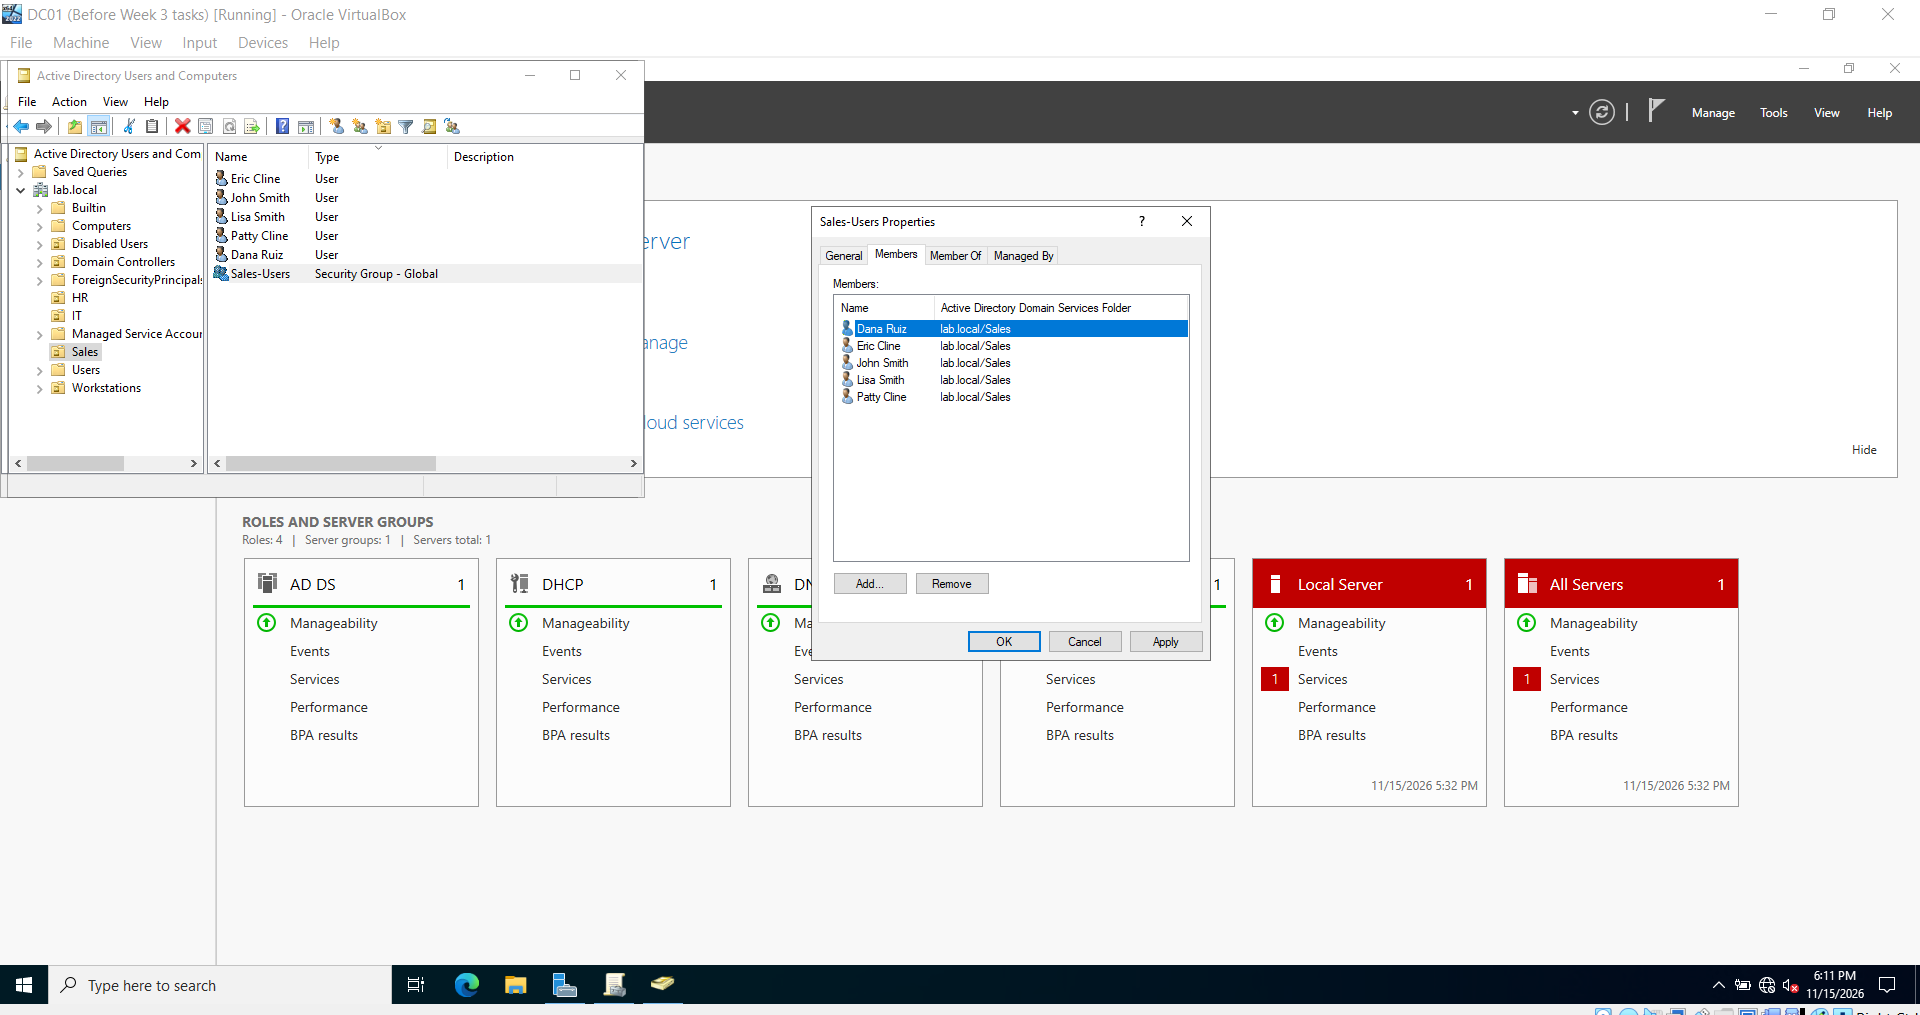 DC01 (Before Week 3 tasks) [Running] - Oracle VirtualBox
File Machine View Input Devices Help
Active Directory Users and Computers
File Action View Help
Manage Tools View Help
Active Directory Users and Com
Saved Queries
lab.local
Builtin
Computers
Disabled Users
Domain Controllers
ForeignSecurityPrincipals
HR
IT
Managed Service Accour
Sales
Users
Workstations
Name Type Description
Eric Cline User
John Smith User
Lisa Smith User
Patty Cline User
Dana Ruiz User
Sales-Users Security Group - Global
erver
anage
loud services
Hide
Sales-Users Properties
?
General Members Member Of Managed By
Members:
Name Active Directory Domain Services Folder
Dana Ruiz lab.local/Sales
Eric Cline lab.local/Sales
John Smith lab.local/Sales
Lisa Smith lab.local/Sales
Patty Cline lab.local/Sales
Add... Remove
OK Cancel Apply
ROLES AND SERVER GROUPS
Roles: 4 | Server groups: 1 | Servers total: 1
AD DS 1
Manageability
Events
Services
Performance
BPA results
DHCP 1
Manageability
Events
Services
Performance
BPA results
DN
Ma
Eve
Services
Performance
BPA results
1
Services
Performance
BPA results
Local Server 1
Manageability
Events
1 Services
Performance
BPA results
11/15/2026 5:32 PM
All Servers 1
Manageability
Events
1 Services
Performance
BPA results
11/15/2026 5:32 PM
Type here to search
6:11 PM
11/15/2026